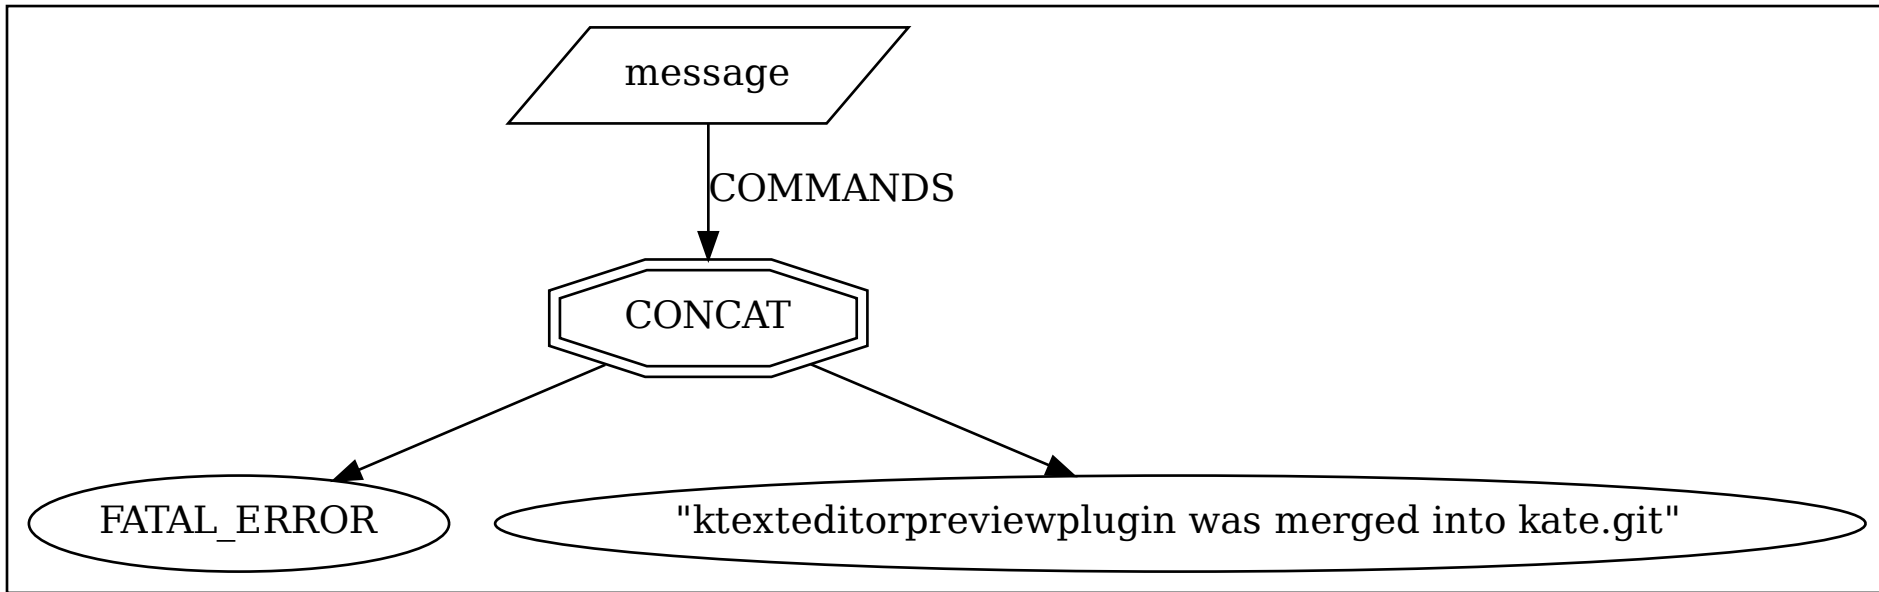 message
COMMANDS
CONCAT
FATAL_ERROR
"ktexteditorpreviewplugin was merged into kate.git"